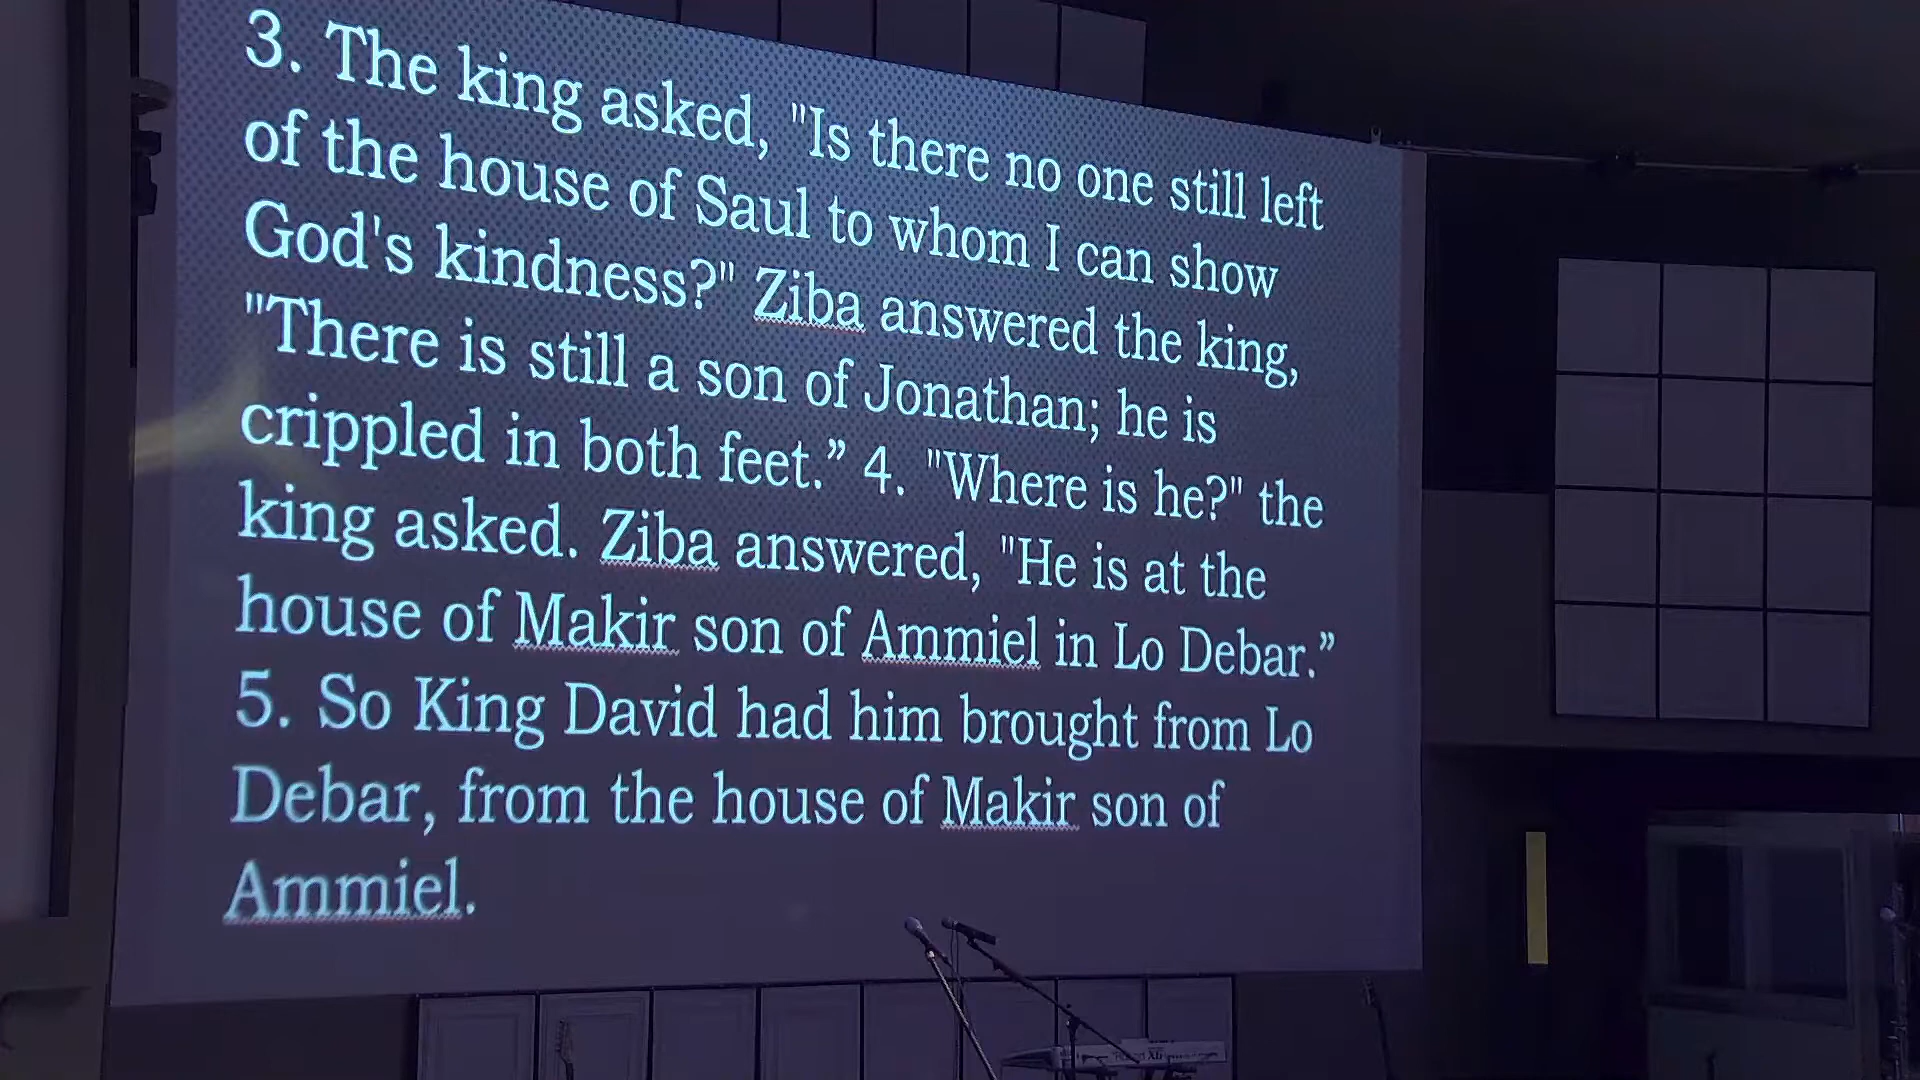 3. The king asked, "Is there no one still left
of the house of Saul to whom I can show
God's kindness?" Ziba answered the king,
"There is still a son of Jonathan; he is
crippled in both feet.” 4. "Where is he?" the
king asked. Ziba answered, "He is at the
house of Makir son of Ammiel in Lo Debar.”
5. So King David had him brought from Lo
Debar, from the house of Makir son of
Ammiel.